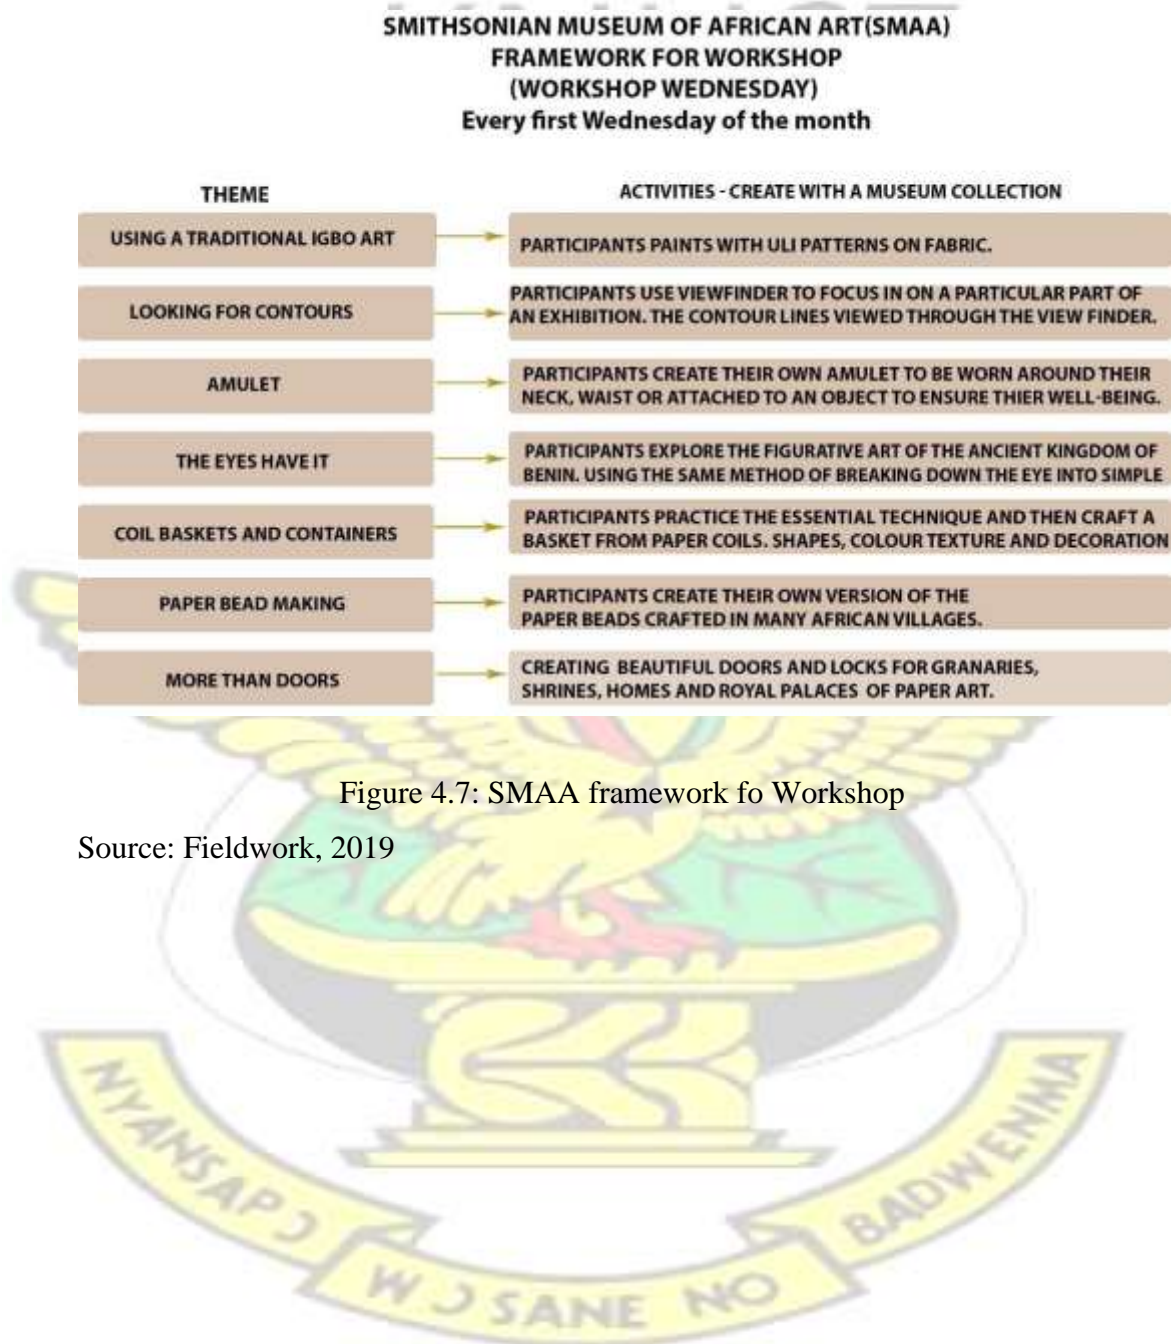 SMITHSONIAN MUSEUM OF AFRICAN ART(SMAA)
FRAMEWORK FOR WORKSHOP
(WORKSHOP WEDNESDAY)
Every first Wednesday of the month
THEME
ACTIVITIES - CREATE WITH A MUSEUM COLLECTION
USING A TRADITIONAL IGBO ART
PARTICIPANTS PAINTS WITH ULI PATTERNS ON FABRIC.
LOOKING FOR CONTOURS
PARTICIPANTS USE VIEWFINDER TO FOCUS IN ON A PARTICULAR PART OF
AN EXHIBITION. THE CONTOUR LINES VIEWED THROUGH THE VIEW FINDER.
AMULET
PARTICIPANTS CREATE THEIR OWN AMULET TO BE WORN AROUND THEIR
NECK, WAIST OR ATTACHED TO AN OBJECT TO ENSURE THIER WELL-BEING.
THE EYES HAVE IT
PARTICIPANTS EXPLORE THE FIGURATIVE ART OF THE ANCIENT KINGDOM OF
BENIN. USING THE SAME METHOD OF BREAKING DOWN THE EYE INTO SIMPLE
COIL BASKETS AND CONTAINERS
PARTICIPANTS PRACTICE THE ESSENTIAL TECHNIQUE AND THEN CRAFT A
BASKET FROM PAPER COILS. SHAPES, COLOUR TEXTURE AND DECORATION
PAPER BEAD MAKING
PARTICIPANTS CREATE THEIR OWN VERSION OF THE
PAPER BEADS CRAFTED IN MANY AFRICAN VILLAGES.
MORE THAN DOORS
CREATING BEAUTIFUL DOORS AND LOCKS FOR GRANARIES,
SHRINES, HOMES AND ROYAL PALACES OF PAPER ART.
Figure 4.7: SMAA framework fo Workshop
Source: Fieldwork, 2019
NYANSAPƆ
WƆSANE NO
BADWENMA